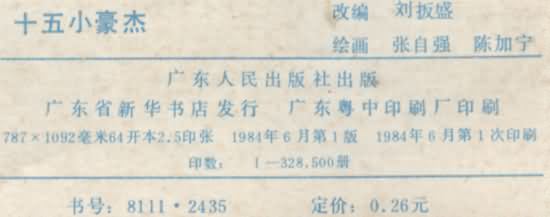 十五小豪杰
改编 刘扳盛
绘画 张自强 陈加宁
广东人民出版社出版
广东省新华书店发行 广东粤中印刷厂印刷
787×1092毫米64开本2.5印张 1984年6月第1版 1984年6月第1次印刷
印数: 1—328,500册
书号: 8111·2435 定价: 0.26元